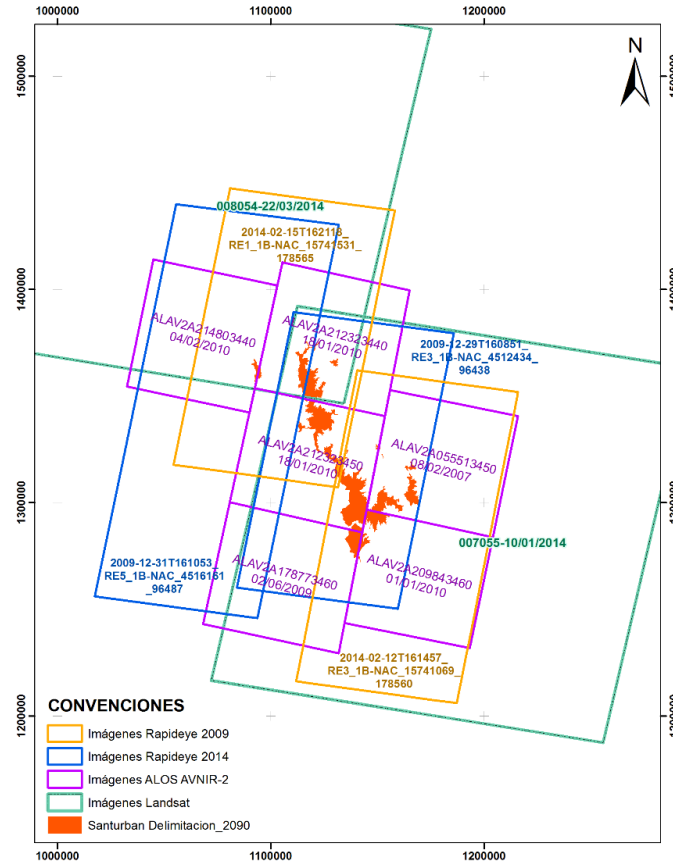 1000000
1100000
1200000
1500000
1500000
N
008054-22/03/2014
2014-02-15T162113_
RE1_1B-NAC_15741531_
178565
1400000
1400000
ALAV2A214803440
04/02/2010
ALAV2A212323440
18/01/2010
2009-12-29T160851_
RE3_1B-NAC_4512434_
96438
ALAV2A212323450
18/01/2010
ALAV2A055513450
08/02/2007
1300000
1300000
007055-10/01/2014
2009-12-31T161053_
RE5_1B-NAC_4516151
_96487
ALAV2A178773460
02/06/2009
ALAV2A209843460
01/01/2010
2014-02-12T161457_
RE3_1B-NAC_15741069_
178560
1200000
1200000
CONVENCIONES
Imágenes Rapideye 2009
Imágenes Rapideye 2014
Imágenes ALOS AVNIR-2
Imágenes Landsat
Santurban Delimitacion_2090
1000000
1100000
1200000